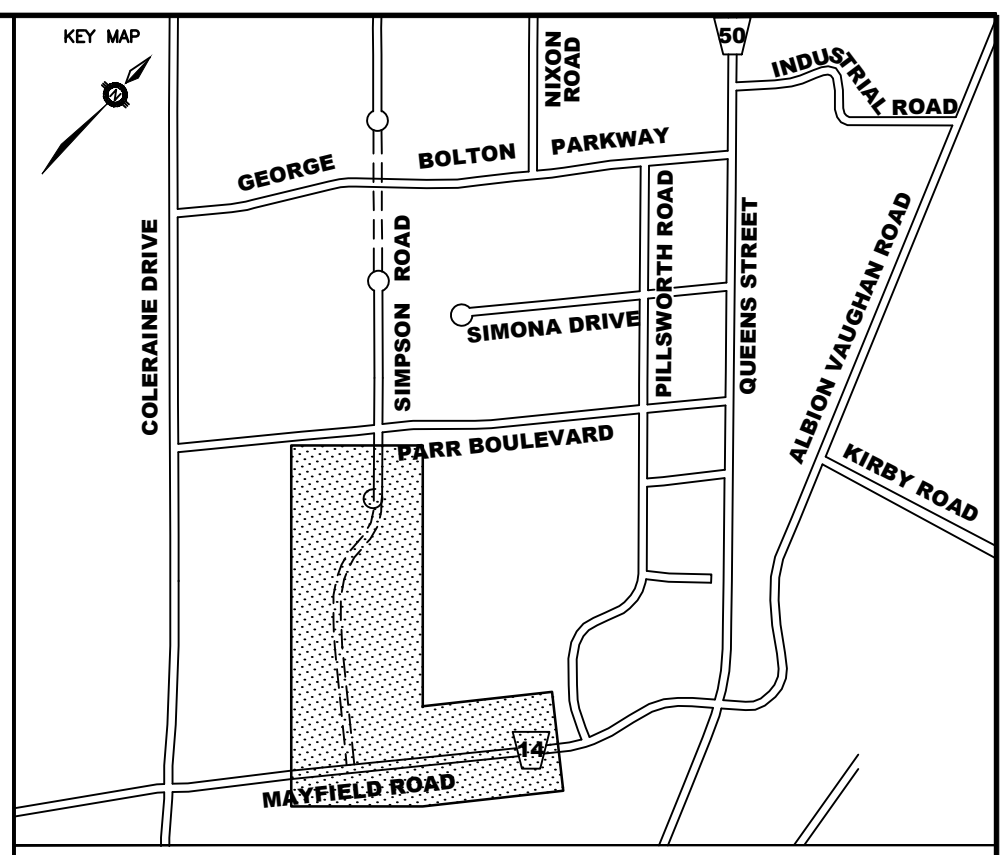 KEY MAP
N
NIXON
ROAD
50
INDUSTRIAL ROAD
GEORGE BOLTON PARKWAY
COLERAINE DRIVE
SIMPSON ROAD
PILLSWORTH ROAD
QUEENS STREET
ALBION VAUGHAN ROAD
SIMONA DRIVE
PARR BOULEVARD
KIRBY ROAD
14
MAYFIELD ROAD